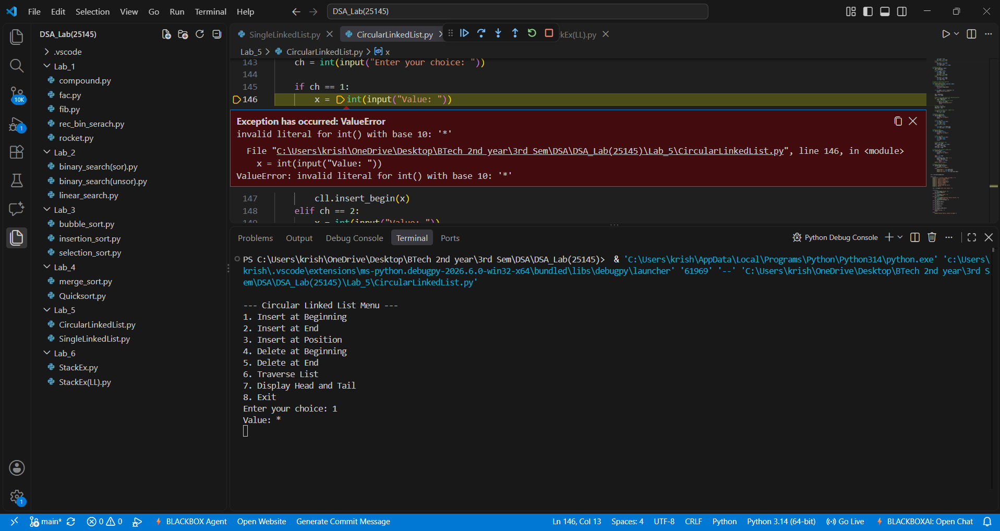 File Edit Selection View Go Run Terminal Help
DSA_Lab(25145)
DSA_Lab(25145)
.vscode
Lab_1
compound.py
fac.py
fib.py
rec_bin_serach.py
rocket.py
Lab_2
binary_search(sor).py
binary_search(unsor).py
linear_search.py
Lab_3
bubble_sort.py
insertion_sort.py
selection_sort.py
Lab_4
merge_sort.py
Quicksort.py
Lab_5
CircularLinkedList.py
SingleLinkedList.py
Lab_6
StackEx.py
StackEx(LL).py
10K
1
1
SingleLinkedList.py CircularLinkedList.py kEx(LL).py
Lab_5 > CircularLinkedList.py > x
143 ch = int(input("Enter your choice: "))
144
145 if ch == 1:
146 x = int(input("Value: "))
Exception has occurred: ValueError
invalid literal for int() with base 10: '*'
File "C:\Users\krish\OneDrive\Desktop\BTech 2nd year\3rd Sem\DSA\DSA_Lab(25145)\Lab_5\CircularLinkedList.py", line 146, in <module>
x = int(input("Value: "))
ValueError: invalid literal for int() with base 10: '*'
147 cll.insert_begin(x)
148 elif ch == 2:
149 x = int(input("Value: "))
Problems Output Debug Console Terminal Ports
Python Debug Console
PS C:\Users\krish\OneDrive\Desktop\BTech 2nd year\3rd Sem\DSA\DSA_Lab(25145)> & 'C:\Users\krish\AppData\Local\Programs\Python\Python314\python.exe' 'c:\Users\
krish\.vscode\extensions\ms-python.debugpy-2026.6.0-win32-x64\bundled\libs\debugpy\launcher' '61969' '--' 'C:\Users\krish\OneDrive\Desktop\BTech 2nd year\3rd S
em\DSA\DSA_Lab(25145)\Lab_5\CircularLinkedList.py'
--- Circular Linked List Menu ---
1. Insert at Beginning
2. Insert at End
3. Insert at Position
4. Delete at Beginning
5. Delete at End
6. Traverse List
7. Display Head and Tail
8. Exit
Enter your choice: 1
Value: *
main* 0 0 BLACKBOX Agent Open Website Generate Commit Message Ln 146, Col 13 Spaces: 4 UTF-8 CRLF Python Python 3.14 (64-bit) Go Live BLACKBOXAI: Open Chat